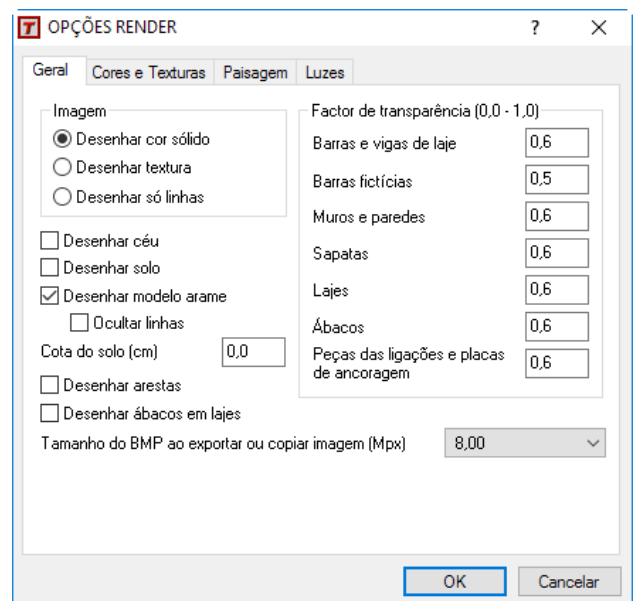 OPÇÕES RENDER
?
Geral
Cores e Texturas
Paisagem
Luzes
Imagem
Desenhar cor sólido
Desenhar textura
Desenhar só linhas
Desenhar céu
Desenhar solo
Desenhar modelo arame
Ocultar linhas
Cota do solo (cm) 0,0
Desenhar arestas
Desenhar ábacos em lajes
Factor de transparência (0,0 - 1,0)
Barras e vigas de laje 0,6
Barras fictícias 0,5
Muros e paredes 0,6
Sapatas 0,6
Lajes 0,6
Ábacos 0,6
Peças das ligações e placas
de ancoragem 0,6
Tamanho do BMP ao exportar ou copiar imagem (Mpx) 8,00
OK
Cancelar